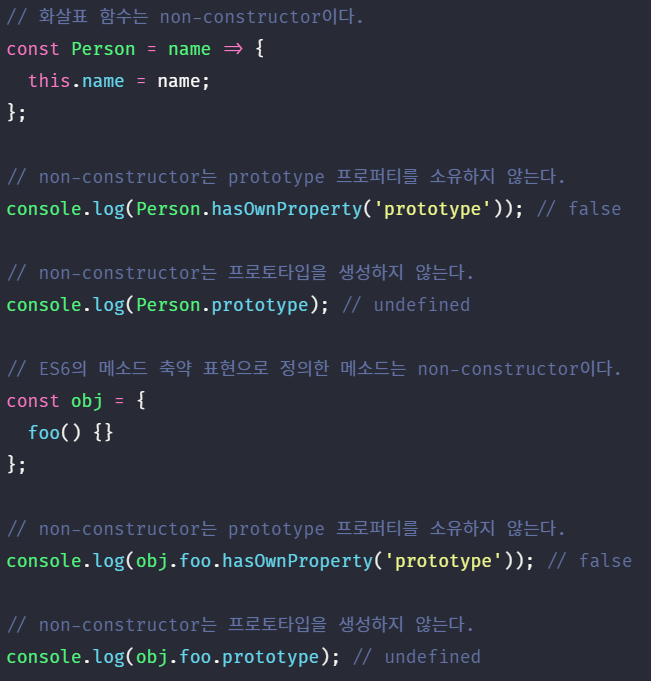 // 화살표 함수는 non-constructor이다.
const Person = name => {
  this.name = name;
};
// non-constructor는 prototype 프로퍼티를 소유하지 않는다.
console.log(Person.hasOwnProperty('prototype')); // false
// non-constructor는 프로토타입을 생성하지 않는다.
console.log(Person.prototype); // undefined
// ES6의 메소드 축약 표현으로 정의한 메소드는 non-constructor이다.
const obj = {
  foo() {}
};
// non-constructor는 prototype 프로퍼티를 소유하지 않는다.
console.log(obj.foo.hasOwnProperty('prototype')); // false
// non-constructor는 프로토타입을 생성하지 않는다.
console.log(obj.foo.prototype); // undefined